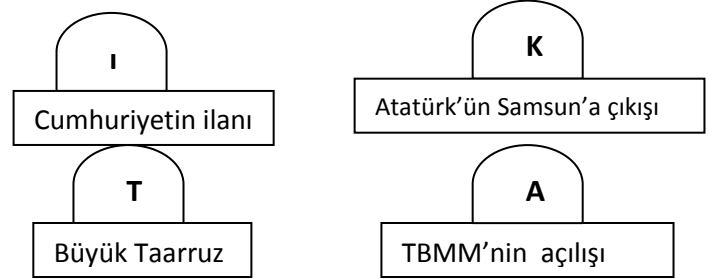 ı
Cumhuriyetin ilanı
K
Atatürk’ün Samsun’a çıkışı
T
Büyük Taarruz
A
TBMM’nin açılışı